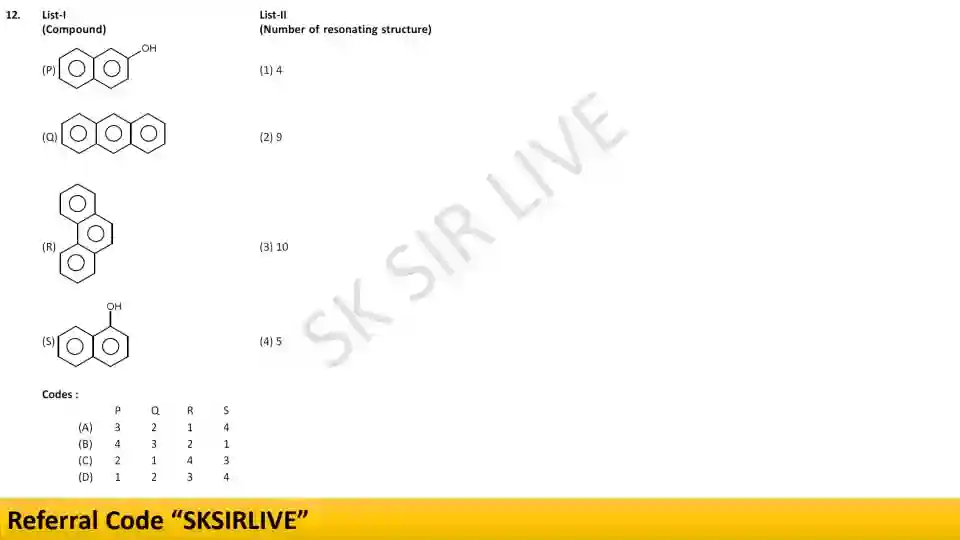 12. List-I List-II
(Compound) (Number of resonating structure)
OH
(P) (1) 4
(Q) (2) 9
(R) (3) 10
OH
(S) (4) 5
Codes :
P Q R S
(A) 3 2 1 4
(B) 4 3 2 1
(C) 2 1 4 3
(D) 1 2 3 4
SK SIR LIVE
Referral Code “SKSIRLIVE”